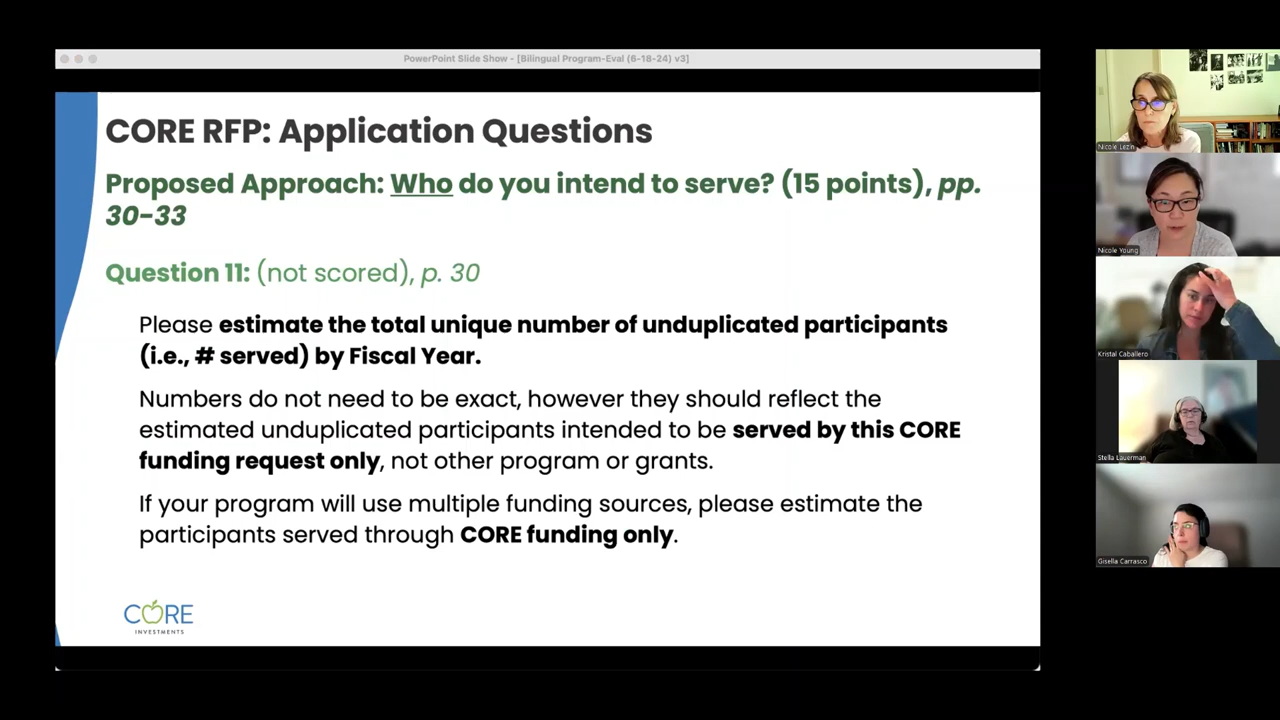 PowerPoint Slide Show - [Bilingual Program-Eval (6-18-24) v3]
CORE RFP: Application Questions
Proposed Approach: Who do you intend to serve? (15 points), pp.
30-33
Question 11: (not scored), p. 30
Please estimate the total unique number of unduplicated participants
(i.e., # served) by Fiscal Year.
Numbers do not need to be exact, however they should reflect the
estimated unduplicated participants intended to be served by this CORE
funding request only, not other program or grants.
If your program will use multiple funding sources, please estimate the
participants served through CORE funding only.
CORE
INVESTMENTS
Nicole Lezin
Nicole Young
Kristal Caballero
Stella Lauerman
Gisella Carrasco